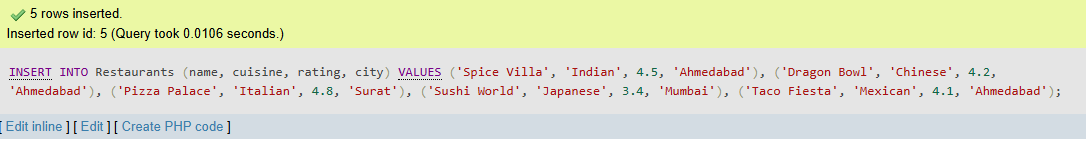 5 rows inserted.
Inserted row id: 5 (Query took 0.0106 seconds.)
INSERT INTO Restaurants (name, cuisine, rating, city) VALUES ('Spice Villa', 'Indian', 4.5, 'Ahmedabad'), ('Dragon Bowl', 'Chinese', 4.2,
'Ahmedabad'), ('Pizza Palace', 'Italian', 4.8, 'Surat'), ('Sushi World', 'Japanese', 3.4, 'Mumbai'), ('Taco Fiesta', 'Mexican', 4.1, 'Ahmedabad');
[ Edit inline ] [ Edit ] [ Create PHP code ]